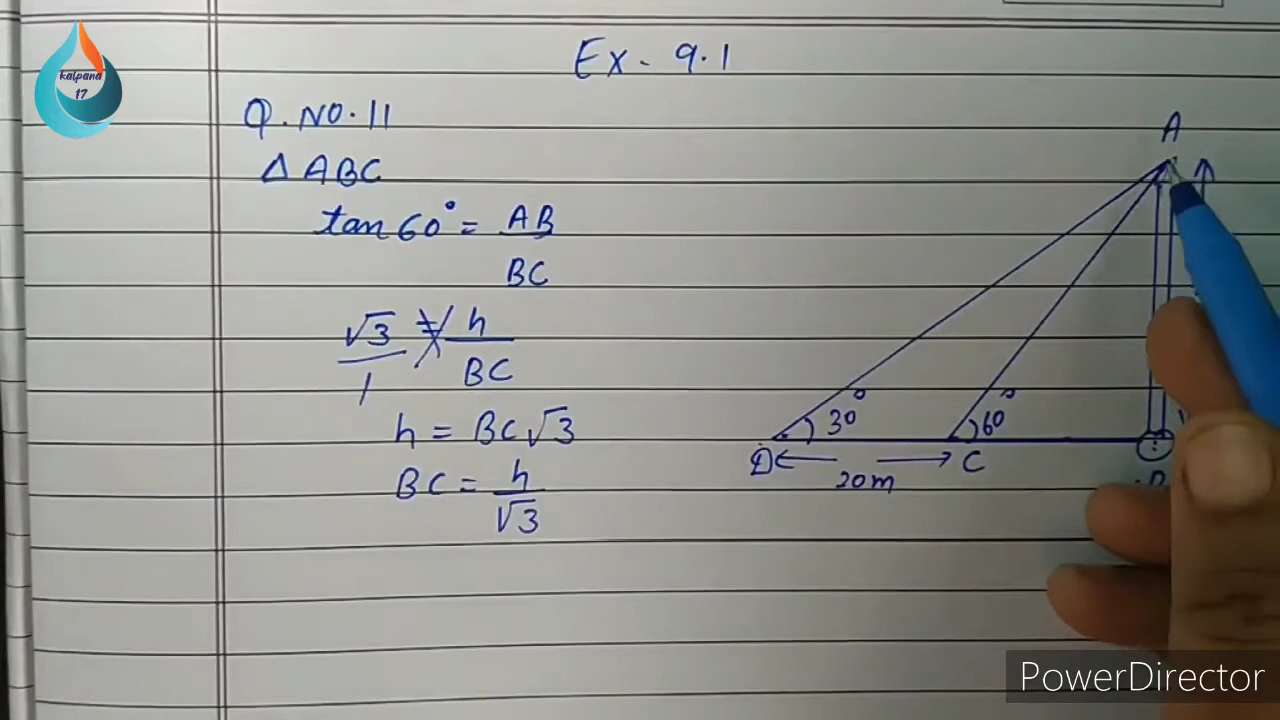 kalpana
17
Ex - 9.1
Q. NO. 11
Δ ABC
tan 60° = AB
BC
√3 = h
1 BC
h = BC√3
BC = h
√3
A
30°
60°
D
C
20m
PowerDirector